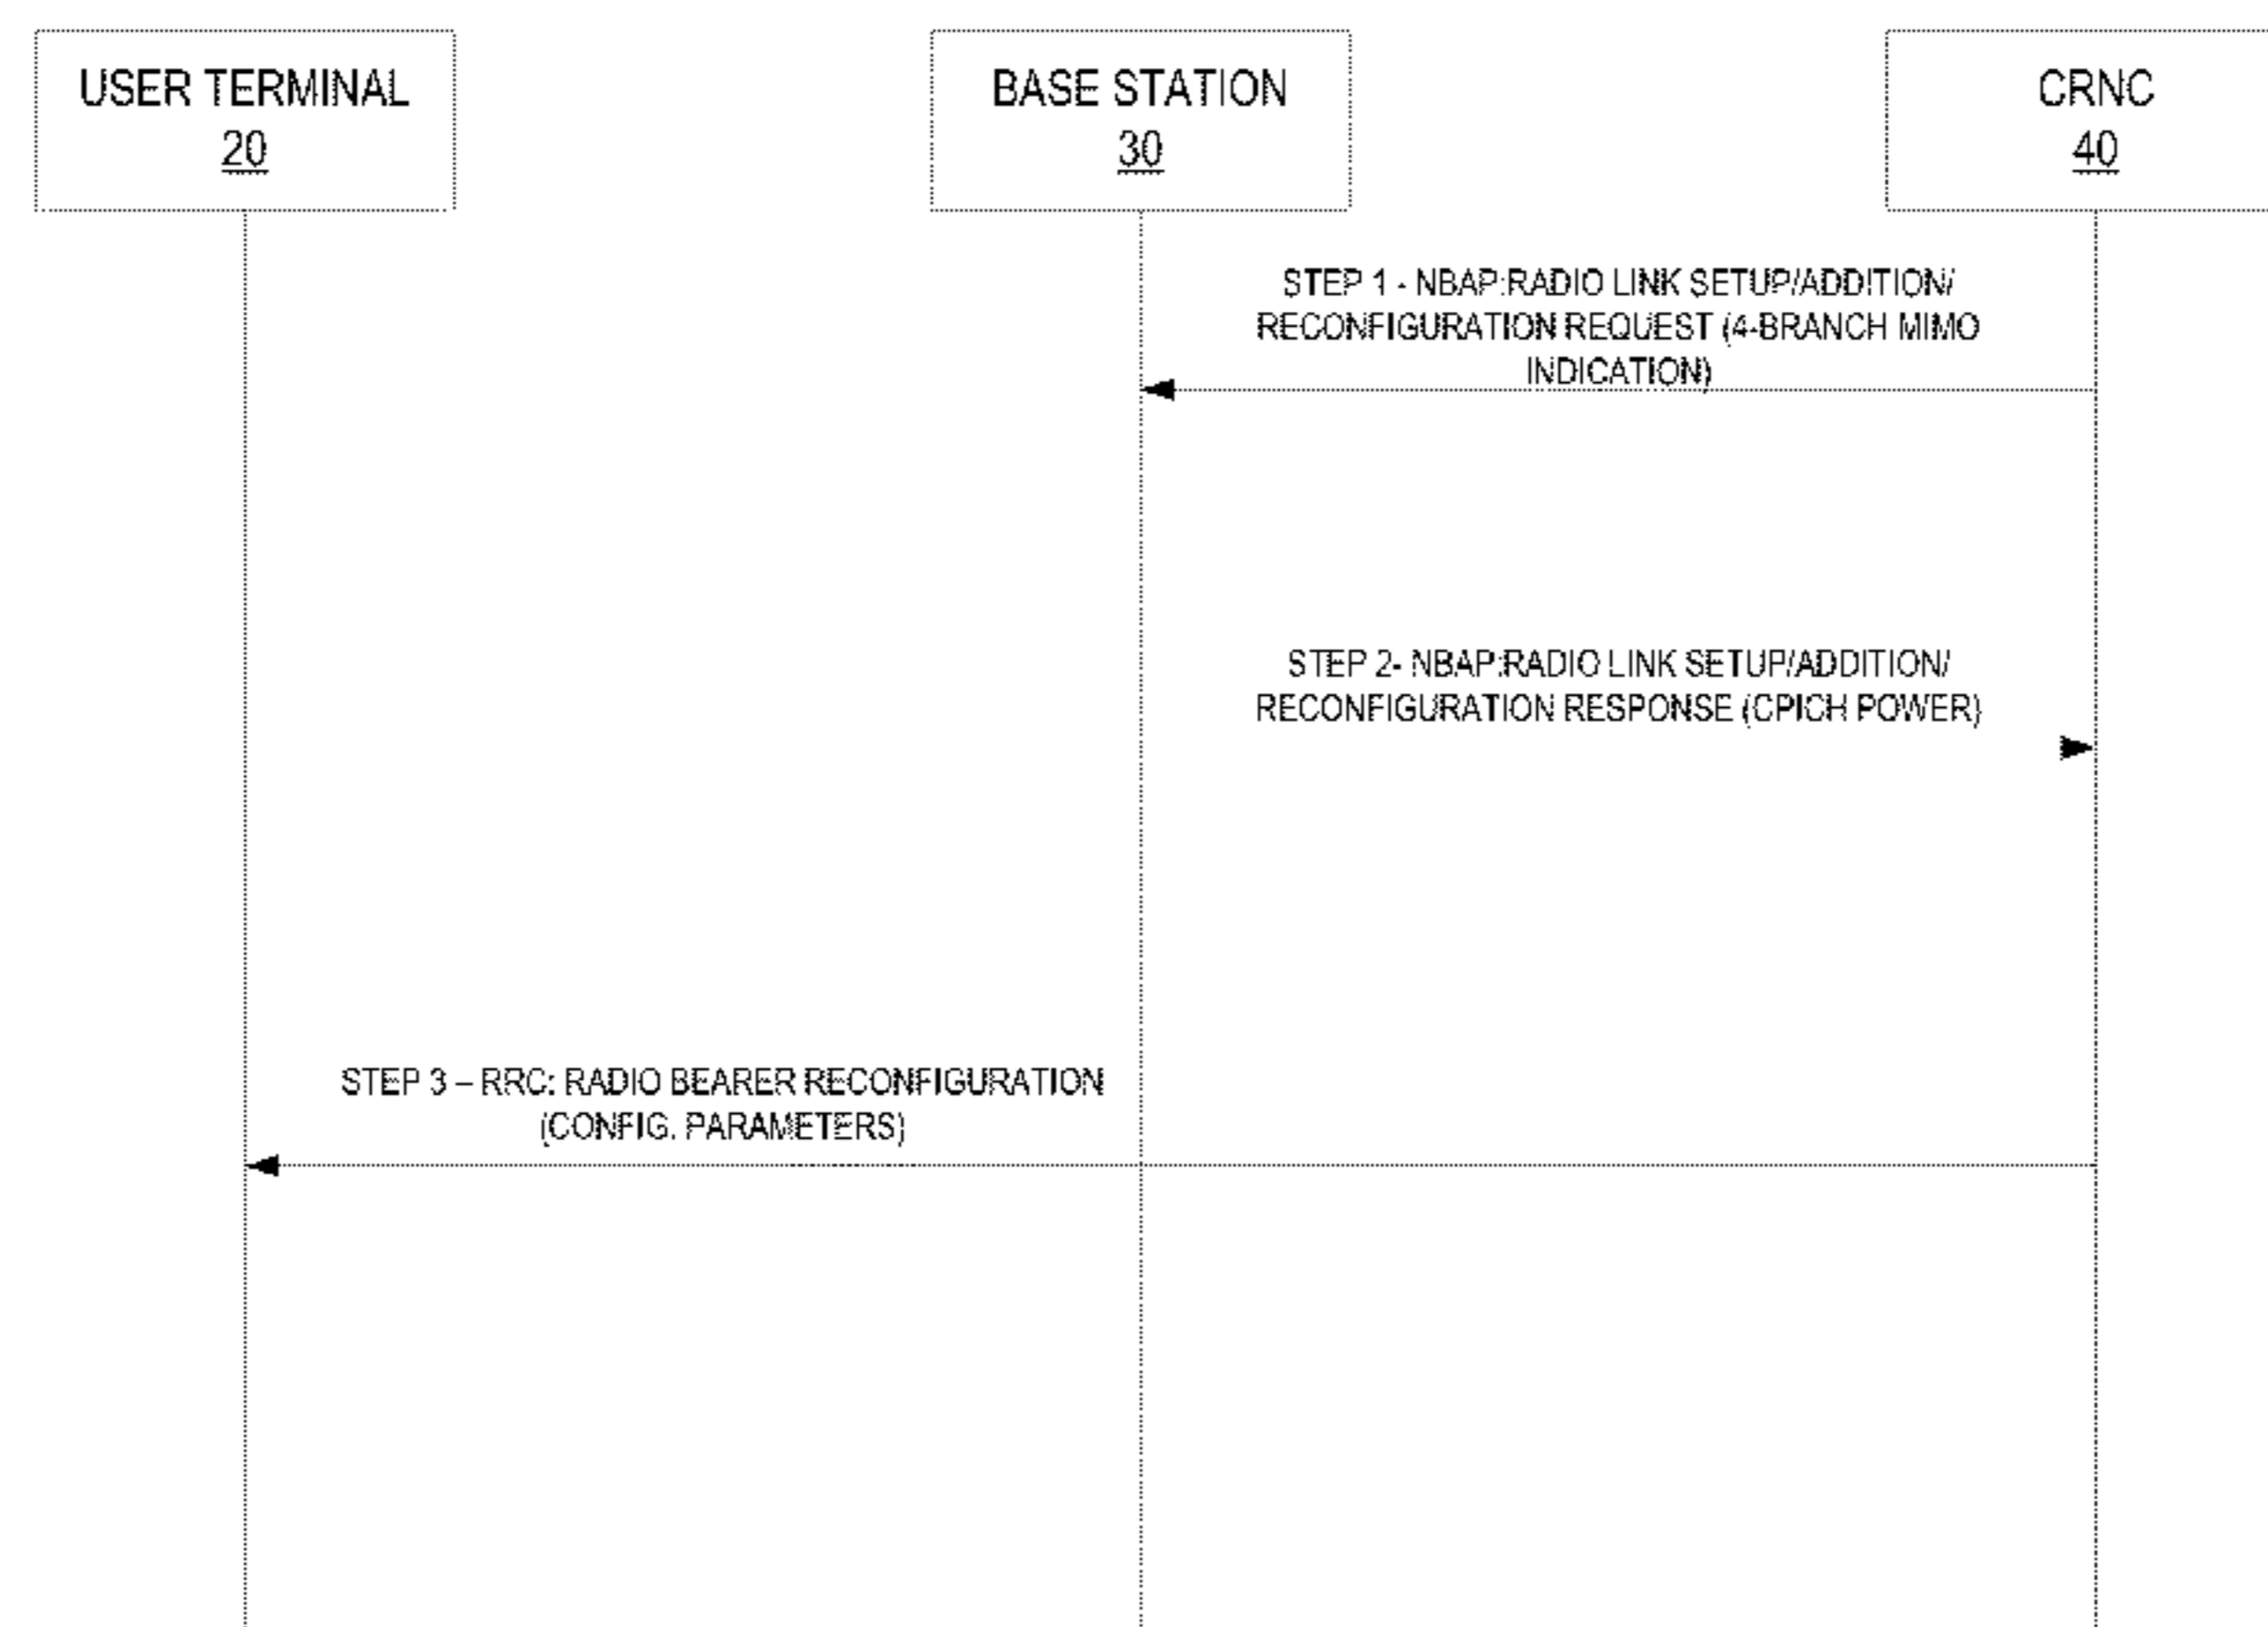 USER TERMINAL
20
BASE STATION
30
CRNC
40
STEP 1 - NBAP:RADIO LINK SETUP/ADDITION/
RECONFIGURATION REQUEST (4-BRANCH MIMO
INDICATION)
STEP 2- NBAP:RADIO LINK SETUP/ADDITION/
RECONFIGURATION RESPONSE (CPICH POWER)
STEP 3 – RRC: RADIO BEARER RECONFIGURATION
(CONFIG. PARAMETERS)